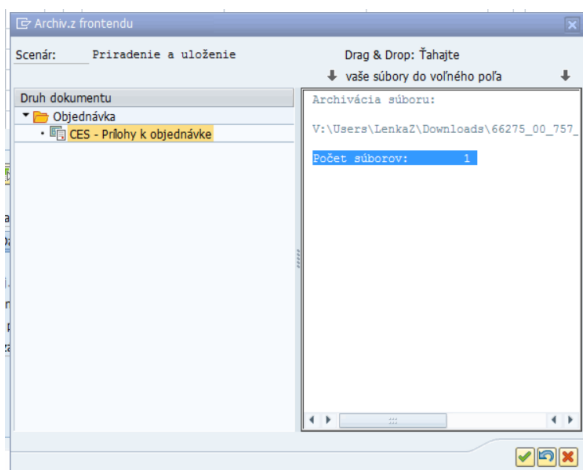 Archiv.z frontendu
Scenár: Priradenie a uloženie
Drag & Drop: Ťahajte
vaše súbory do voľného poľa
Druh dokumentu
Objednávka
CES - Prílohy k objednávke
Archivácia súboru:
V:\Users\LenkaZ\Downloads\66275_00_757_
Počet súborov: 1